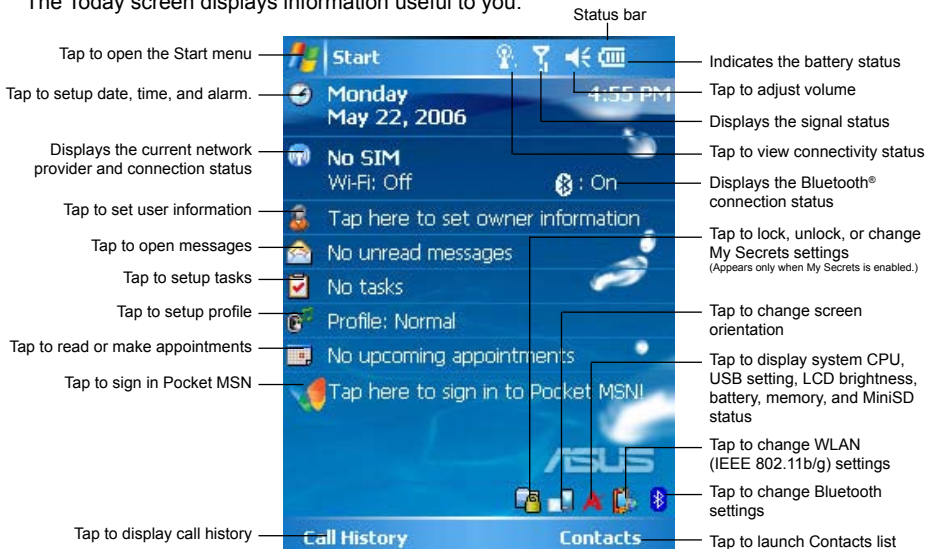 The Today screen displays information useful to you.
Status bar
Tap to open the Start menu
Tap to setup date, time, and alarm.
Displays the current network
provider and connection status
Tap to set user information
Tap to open messages
Tap to setup tasks
Tap to setup profile
Tap to read or make appointments
Tap to sign in Pocket MSN
Tap to display call history
Start
Monday
4:55 PM
May 22, 2006
No SIM
Wi-Fi: Off
: On
Tap here to set owner information
No unread messages
No tasks
Profile: Normal
No upcoming appointments
Tap here to sign in to Pocket MSN!
ASUS
Call History
Contacts
Indicates the battery status
Tap to adjust volume
Displays the signal status
Tap to view connectivity status
Displays the Bluetooth®
connection status
Tap to lock, unlock, or change
My Secrets settings
(Appears only when My Secrets is enabled.)
Tap to change screen
orientation
Tap to display system CPU,
USB setting, LCD brightness,
battery, memory, and MiniSD
status
Tap to change WLAN
(IEEE 802.11b/g) settings
Tap to change Bluetooth
settings
Tap to launch Contacts list